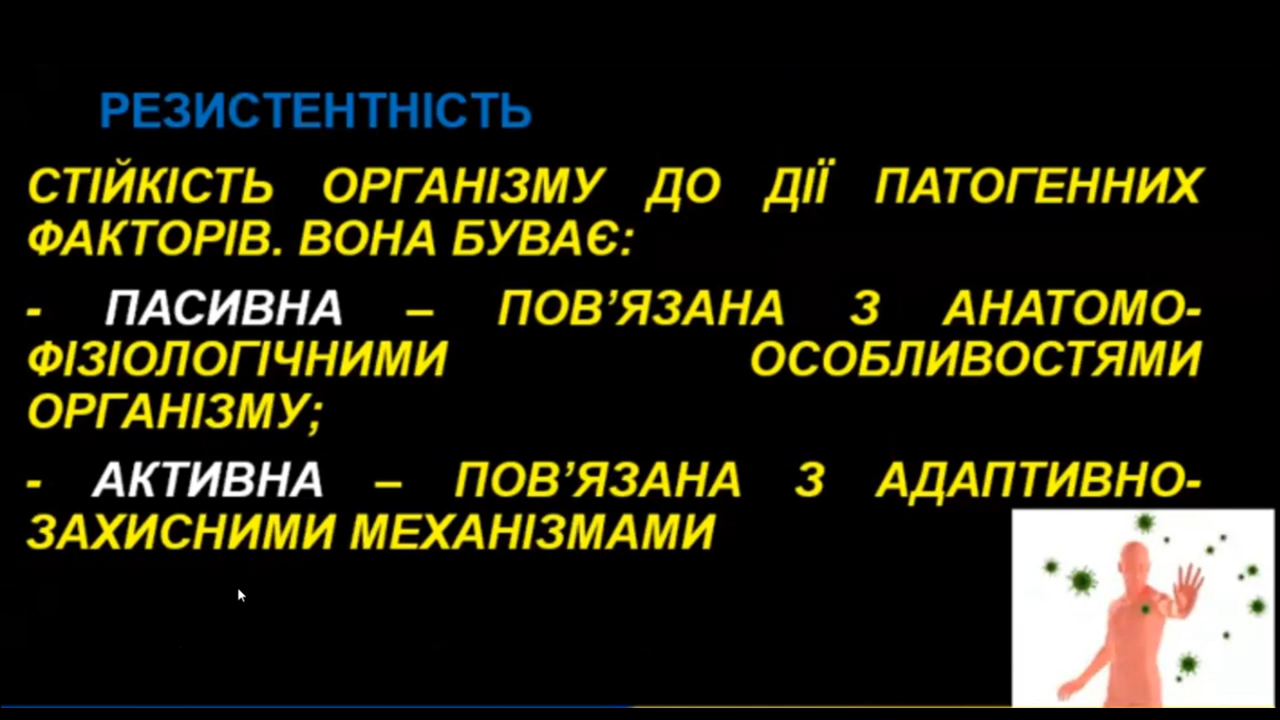 РЕЗИСТЕНТНІСТЬ
СТІЙКІСТЬ ОРГАНІЗМУ ДО ДІЇ ПАТОГЕННИХ
ФАКТОРІВ. ВОНА БУВАЄ:
- ПАСИВНА – ПОВ’ЯЗАНА З АНАТОМО-
ФІЗІОЛОГІЧНИМИ ОСОБЛИВОСТЯМИ
ОРГАНІЗМУ;
- АКТИВНА – ПОВ’ЯЗАНА З АДАПТИВНО-
ЗАХИСНИМИ МЕХАНІЗМАМИ